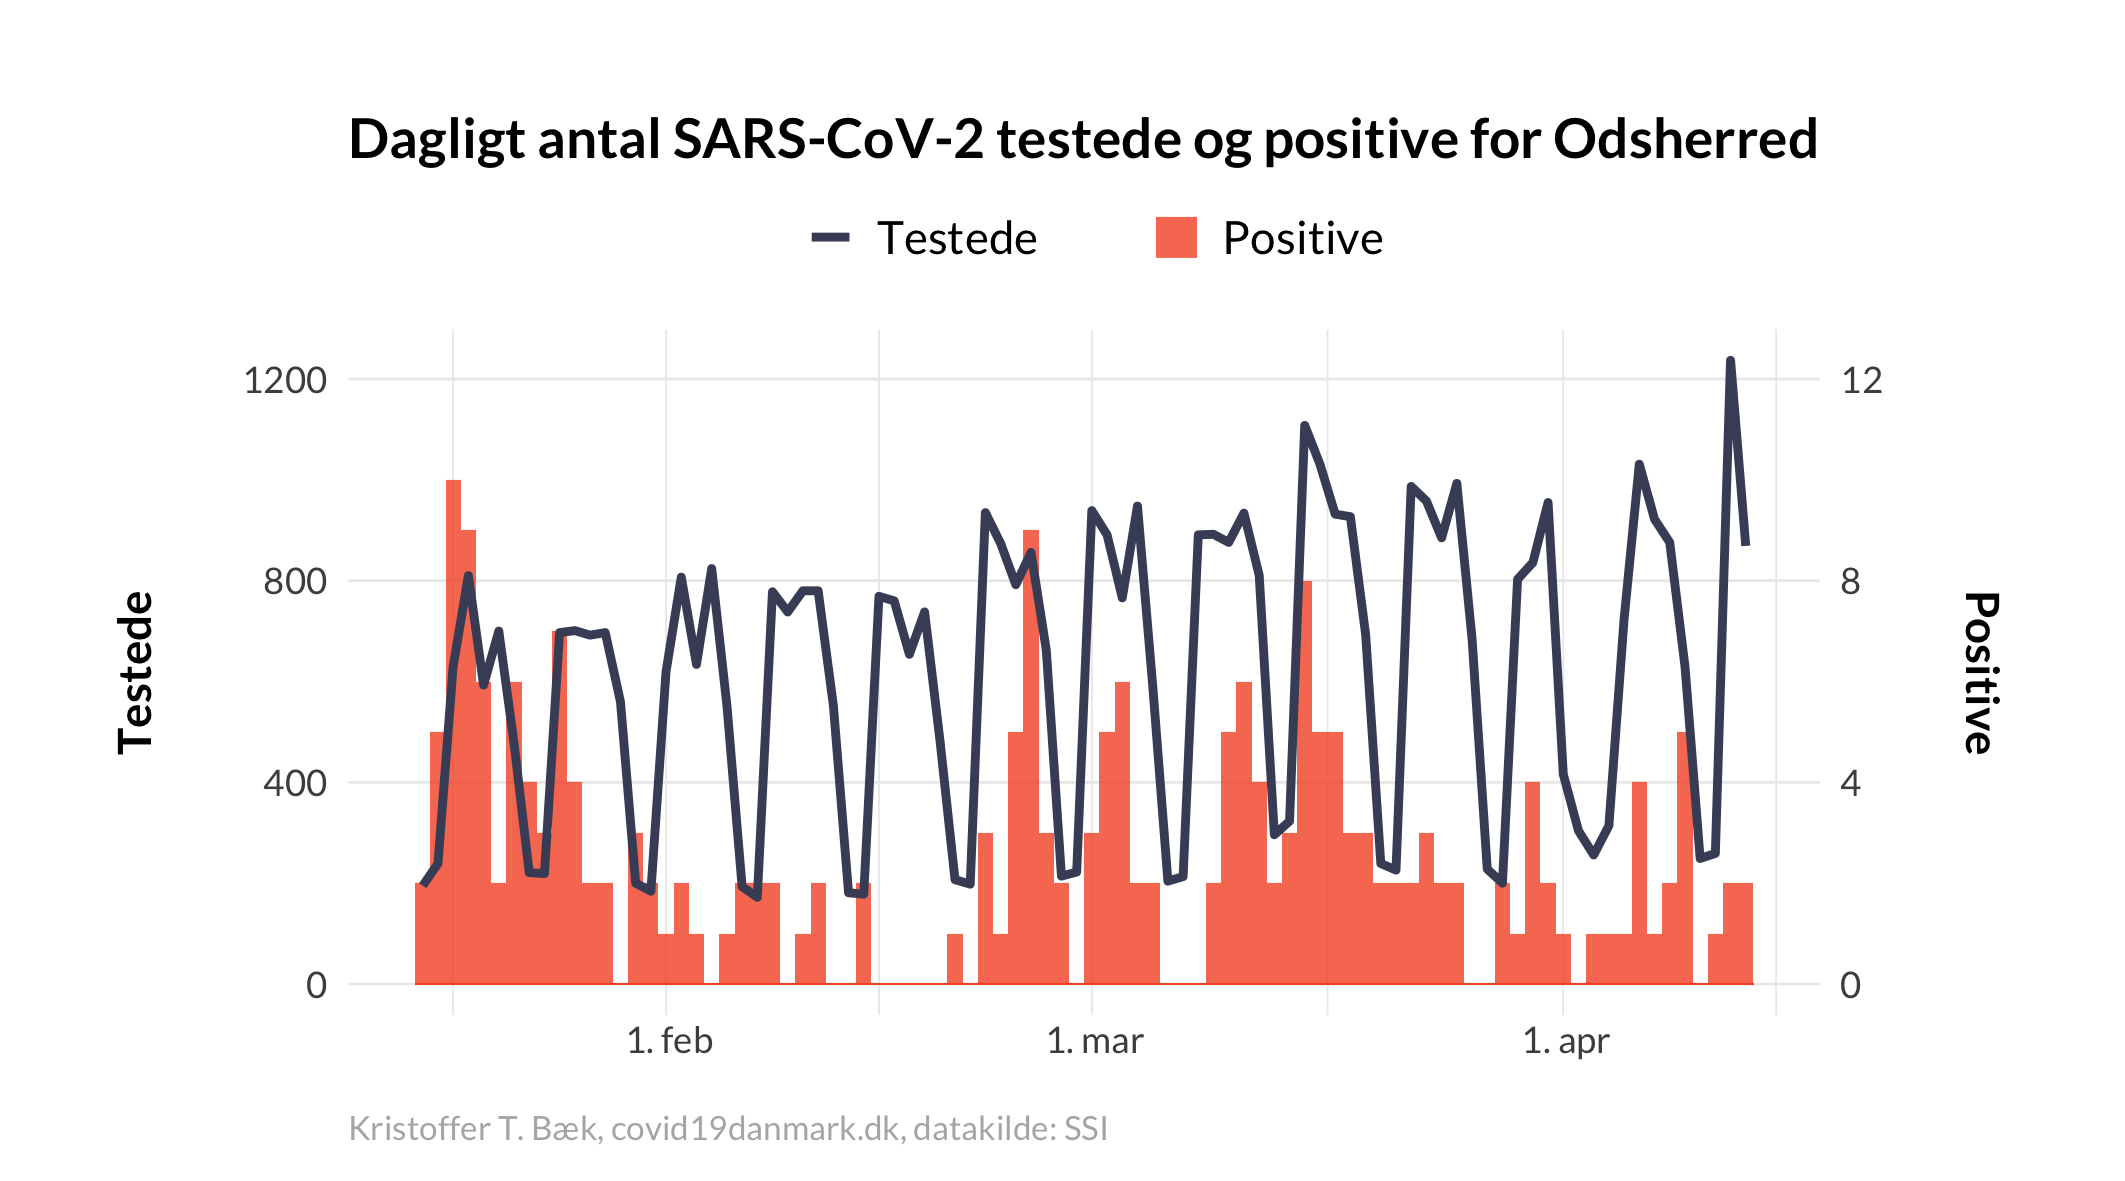 Dagligt antal SARS-CoV-2 testede og positive for Odsherred
Testede
Positive
1200
800
400
0
Testede
12
8
4
0
Positive
1. feb
1. mar
1. apr
Kristoffer T. Bæk, covid19danmark.dk, datakilde: SSI